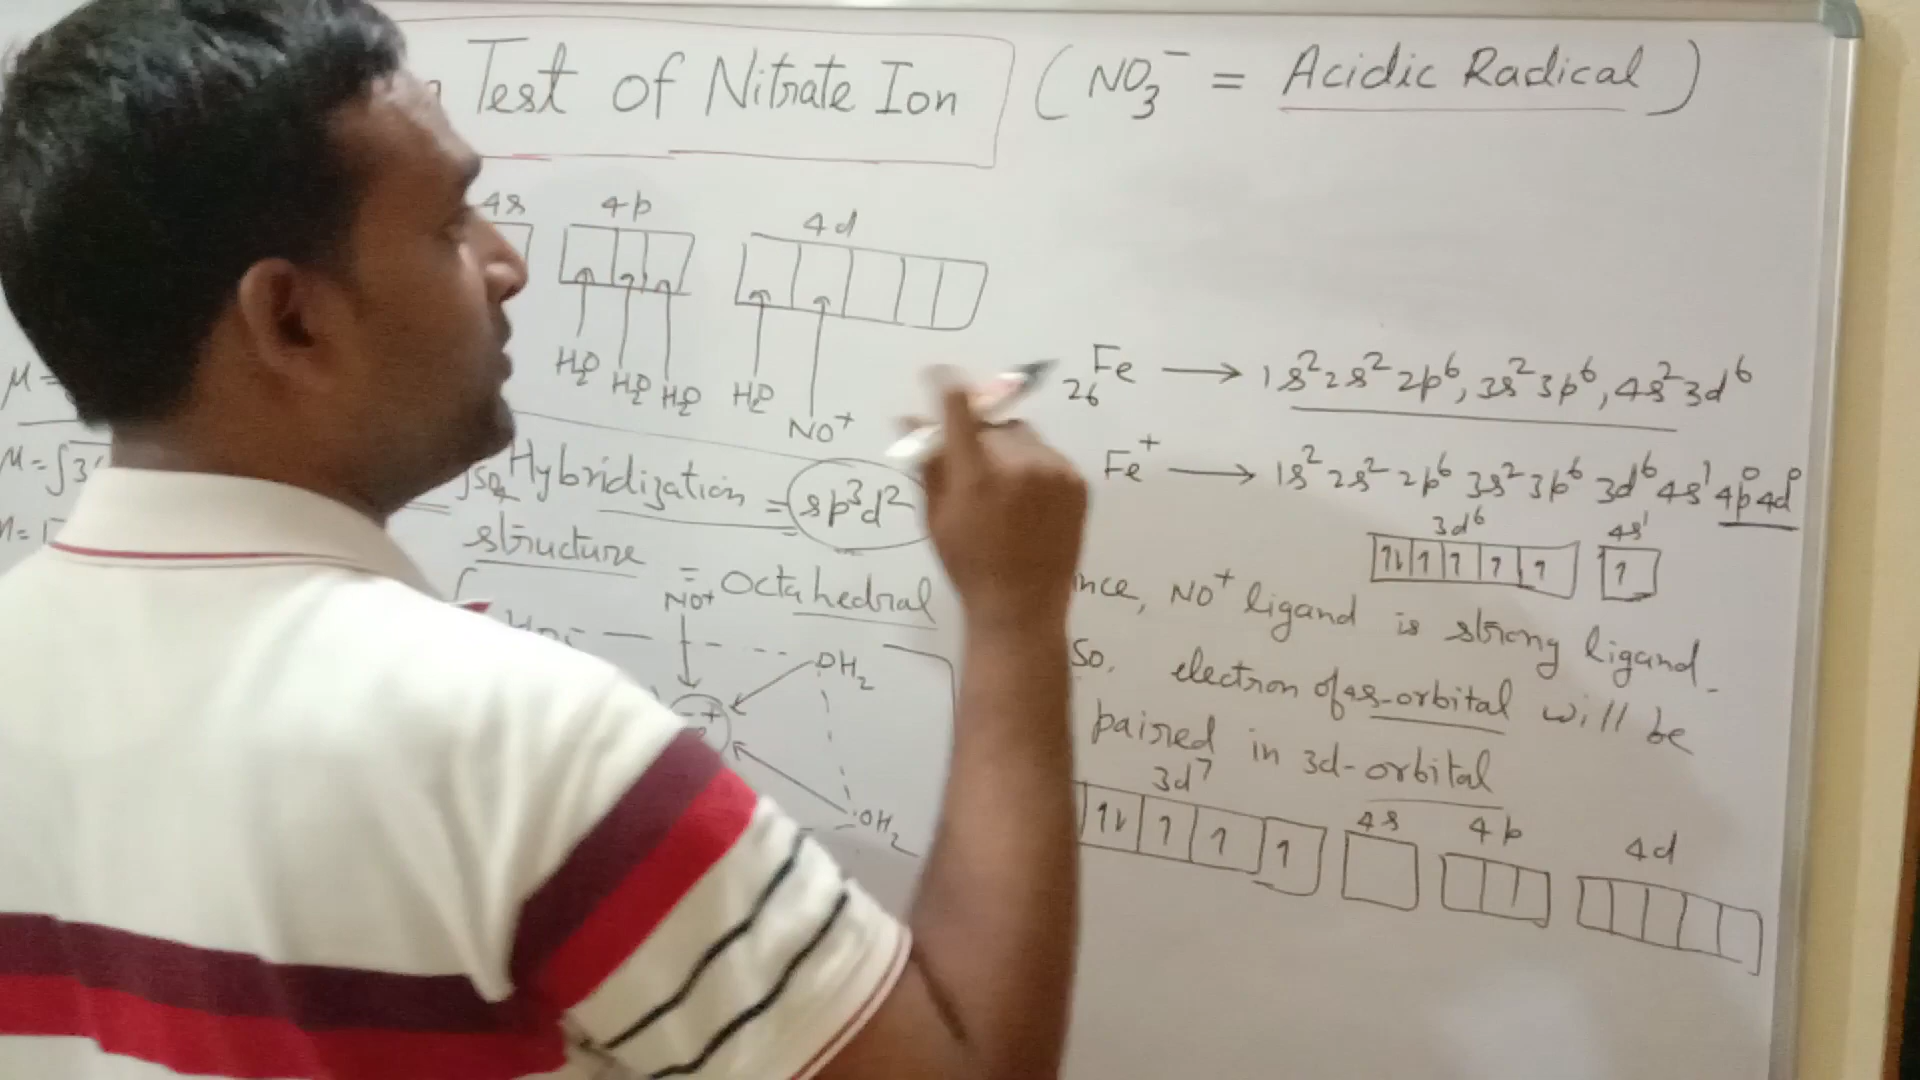 Test of Nitrate Ion (NO₃⁻ = Acidic Radical)
4s 4p 4d
H₂O H₂O H₂O H₂O NO⁺
μ =
μ = √3
Hybridization = sp³d²
structure = Octahedral
NO⁺
OH₂
OH₂
₂₆Fe → 1s² 2s² 2p⁶, 3s² 3p⁶, 4s² 3d⁶
Fe⁺ → 1s² 2s² 2p⁶ 3s² 3p⁶ 3d⁶ 4s¹ 4p⁰ 4d⁰
3d⁶ 4s¹
↿⇂ ↿ ↿ ↿ ↿ ↿
ince, NO⁺ ligand is strong ligand.
So, electron of 4s-orbital will be
paired in 3d-orbital
3d⁷ 4s 4p 4d
↿⇂ ↿ ↿ ↿